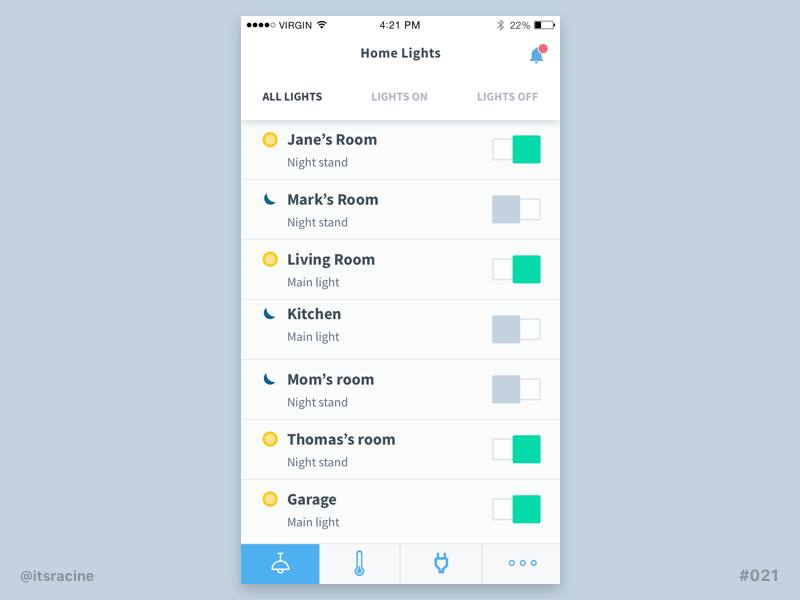 VIRGIN 4:21 PM 22%
Home Lights
ALL LIGHTS LIGHTS ON LIGHTS OFF
Jane’s Room
Night stand
Mark’s Room
Night stand
Living Room
Main light
Kitchen
Main light
Mom’s room
Night stand
Thomas’s room
Night stand
Garage
Main light
@itsracine #021